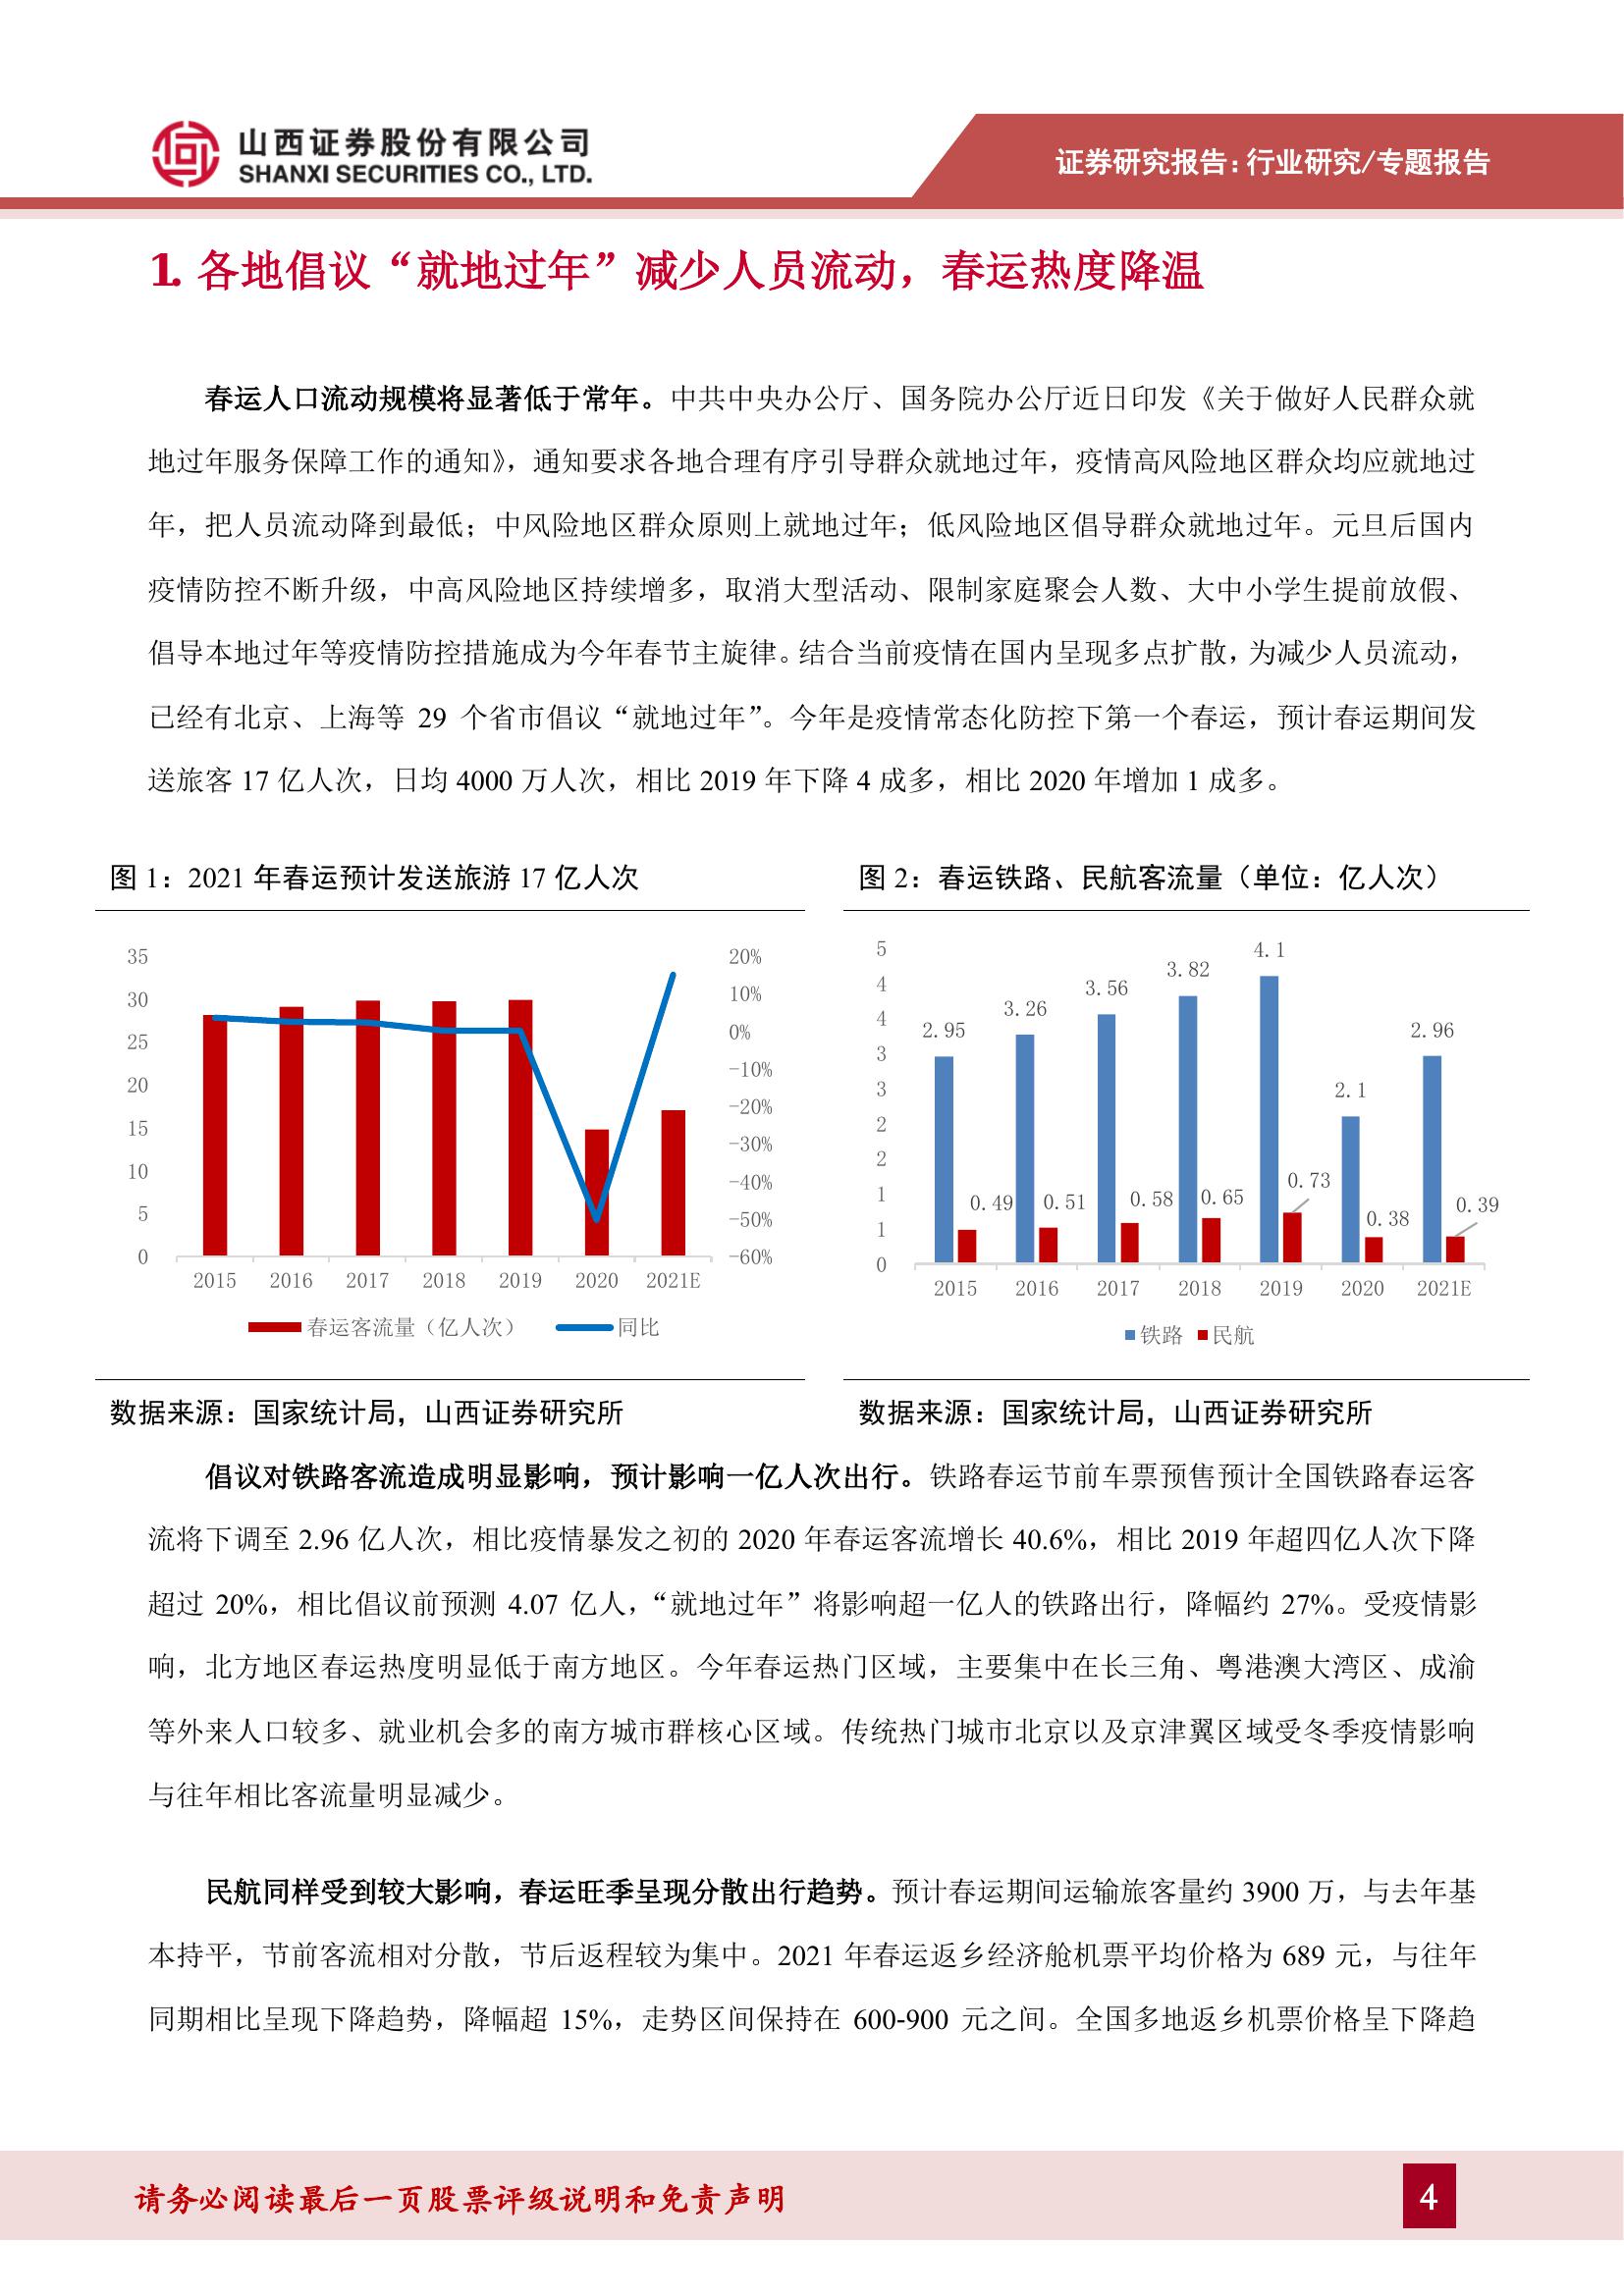 山西证券股份有限公司
SHANXI SECURITIES CO., LTD.
证券研究报告：行业研究/专题报告
1. 各地倡议“就地过年”减少人员流动，春运热度降温
春运人口流动规模将显著低于常年。中共中央办公厅、国务院办公厅近日印发《关于做好人民群众就
地过年服务保障工作的通知》，通知要求各地合理有序引导群众就地过年，疫情高风险地区群众均应就地过
年，把人员流动降到最低；中风险地区群众原则上就地过年；低风险地区倡导群众就地过年。元旦后国内
疫情防控不断升级，中高风险地区持续增多，取消大型活动、限制家庭聚会人数、大中小学生提前放假、
倡导本地过年等疫情防控措施成为今年春节主旋律。结合当前疫情在国内呈现多点扩散，为减少人员流动，
已经有北京、上海等 29 个省市倡议“就地过年”。今年是疫情常态化防控下第一个春运，预计春运期间发
送旅客 17 亿人次，日均 4000 万人次，相比 2019 年下降 4 成多，相比 2020 年增加 1 成多。
图 1：2021 年春运预计发送旅游 17 亿人次
35
30
25
20
15
10
5
0
20%
10%
0%
-10%
-20%
-30%
-40%
-50%
-60%
2015 2016 2017 2018 2019 2020 2021E
春运客流量（亿人次） 同比
数据来源：国家统计局，山西证券研究所
图 2：春运铁路、民航客流量（单位：亿人次）
5
4
4
3
3
2
2
1
1
0
2.95 3.26 3.56 3.82 4.1 2.1 2.96
0.49 0.51 0.58 0.65 0.73 0.38 0.39
2015 2016 2017 2018 2019 2020 2021E
铁路 民航
数据来源：国家统计局，山西证券研究所
倡议对铁路客流造成明显影响，预计影响一亿人次出行。铁路春运节前车票预售预计全国铁路春运客
流将下调至 2.96 亿人次，相比疫情暴发之初的 2020 年春运客流增长 40.6%，相比 2019 年超四亿人次下降
超过 20%，相比倡议前预测 4.07 亿人，“就地过年”将影响超一亿人的铁路出行，降幅约 27%。受疫情影
响，北方地区春运热度明显低于南方地区。今年春运热门区域，主要集中在长三角、粤港澳大湾区、成渝
等外来人口较多、就业机会多的南方城市群核心区域。传统热门城市北京以及京津翼区域受冬季疫情影响
与往年相比客流量明显减少。
民航同样受到较大影响，春运旺季呈现分散出行趋势。预计春运期间运输旅客量约 3900 万，与去年基
本持平，节前客流相对分散，节后返程较为集中。2021 年春运返乡经济舱机票平均价格为 689 元，与往年
同期相比呈现下降趋势，降幅超 15%，走势区间保持在 600-900 元之间。全国多地返乡机票价格呈下降趋
请务必阅读最后一页股票评级说明和免责声明
4